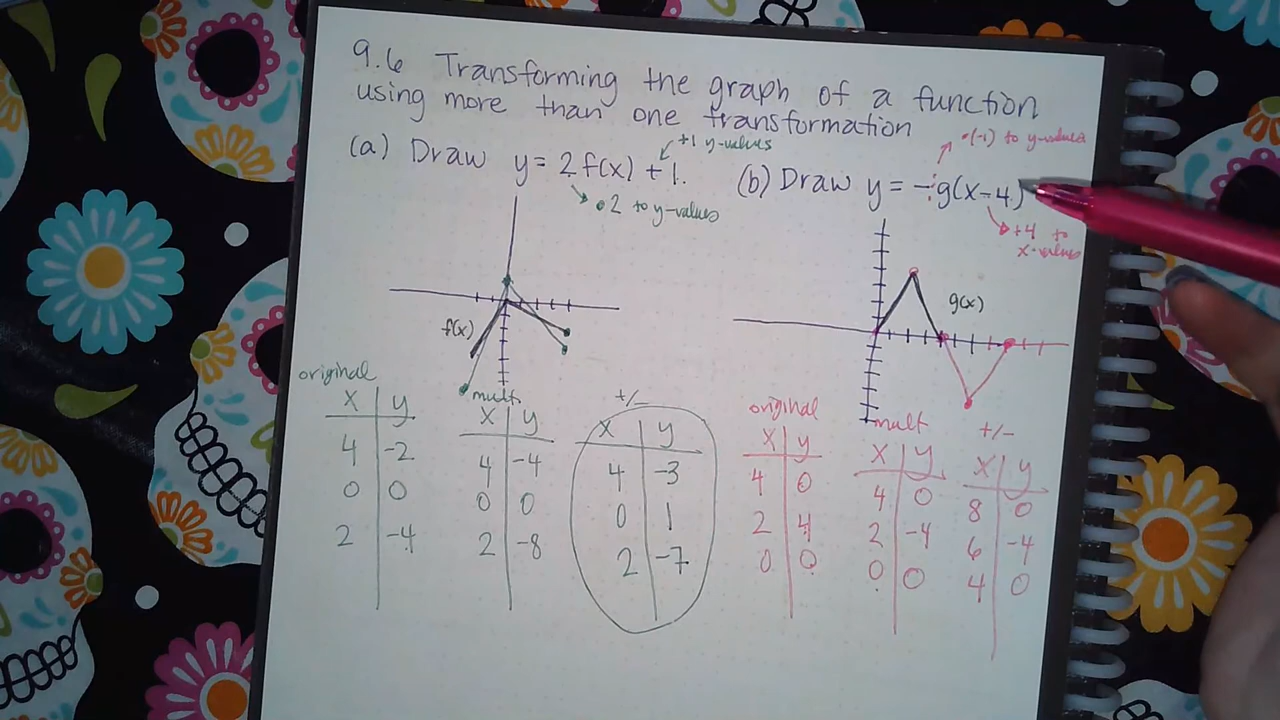 9.6 Transforming the graph of a function
using more than one transformation
(a) Draw y = 2 f(x) + 1.
+1 y-values
• 2 to y-values
(b) Draw y = - g(x-4)
•(-1) to y-values
+4 to
x-values
f(x)
g(x)
original
x y
4 -2
0 0
2 -4
mult.
x y
4 -4
0 0
2 -8
+/-
x y
4 -3
0 1
2 -7
original
x y
4 0
2 4
0 0
mult
x y
4 0
2 -4
0 0
+/-
x y
8 0
6 -4
4 0